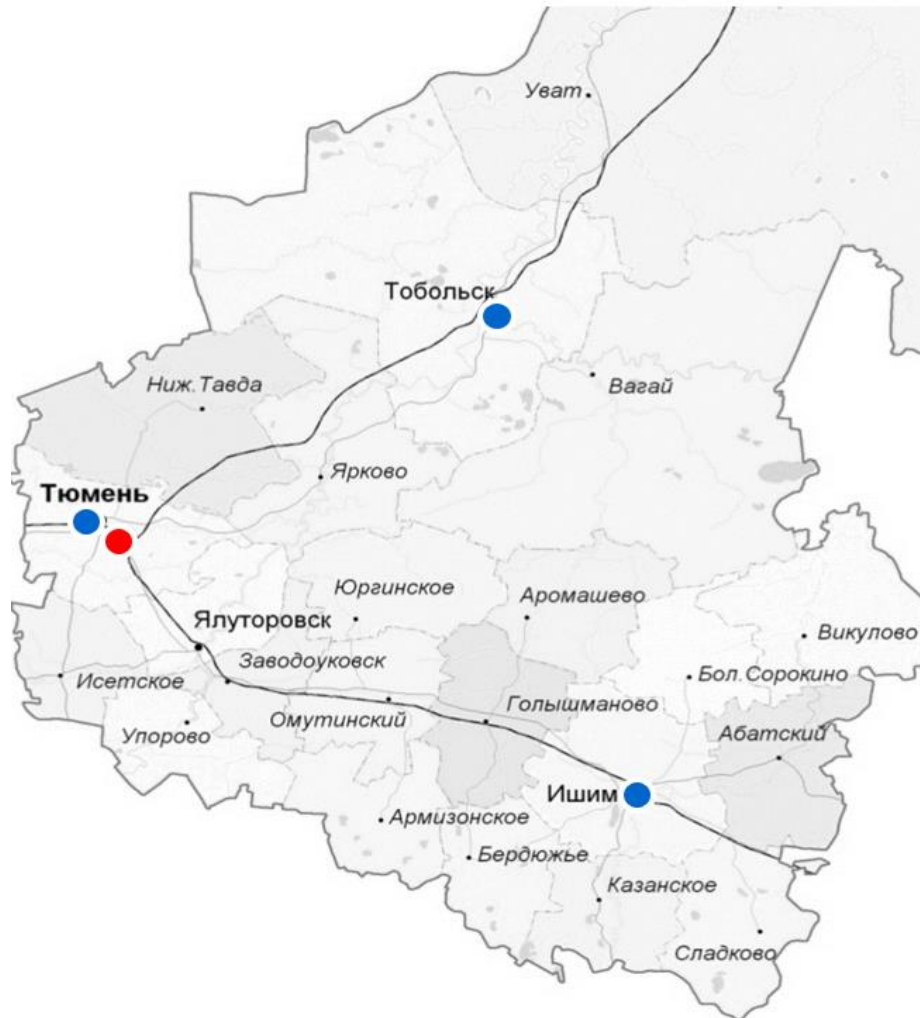 Уват
Тобольск
Ниж.Тавда
Вагай
Ярково
Тюмень
Юргинское
Аромашево
Ялуторовск
Викулово
Заводоуковск
Бол.Сорокино
Исетское
Голышманово
Омутинский
Упорово
Абатский
Ишим
Армизонское
Бердюжье
Казанское
Сладково